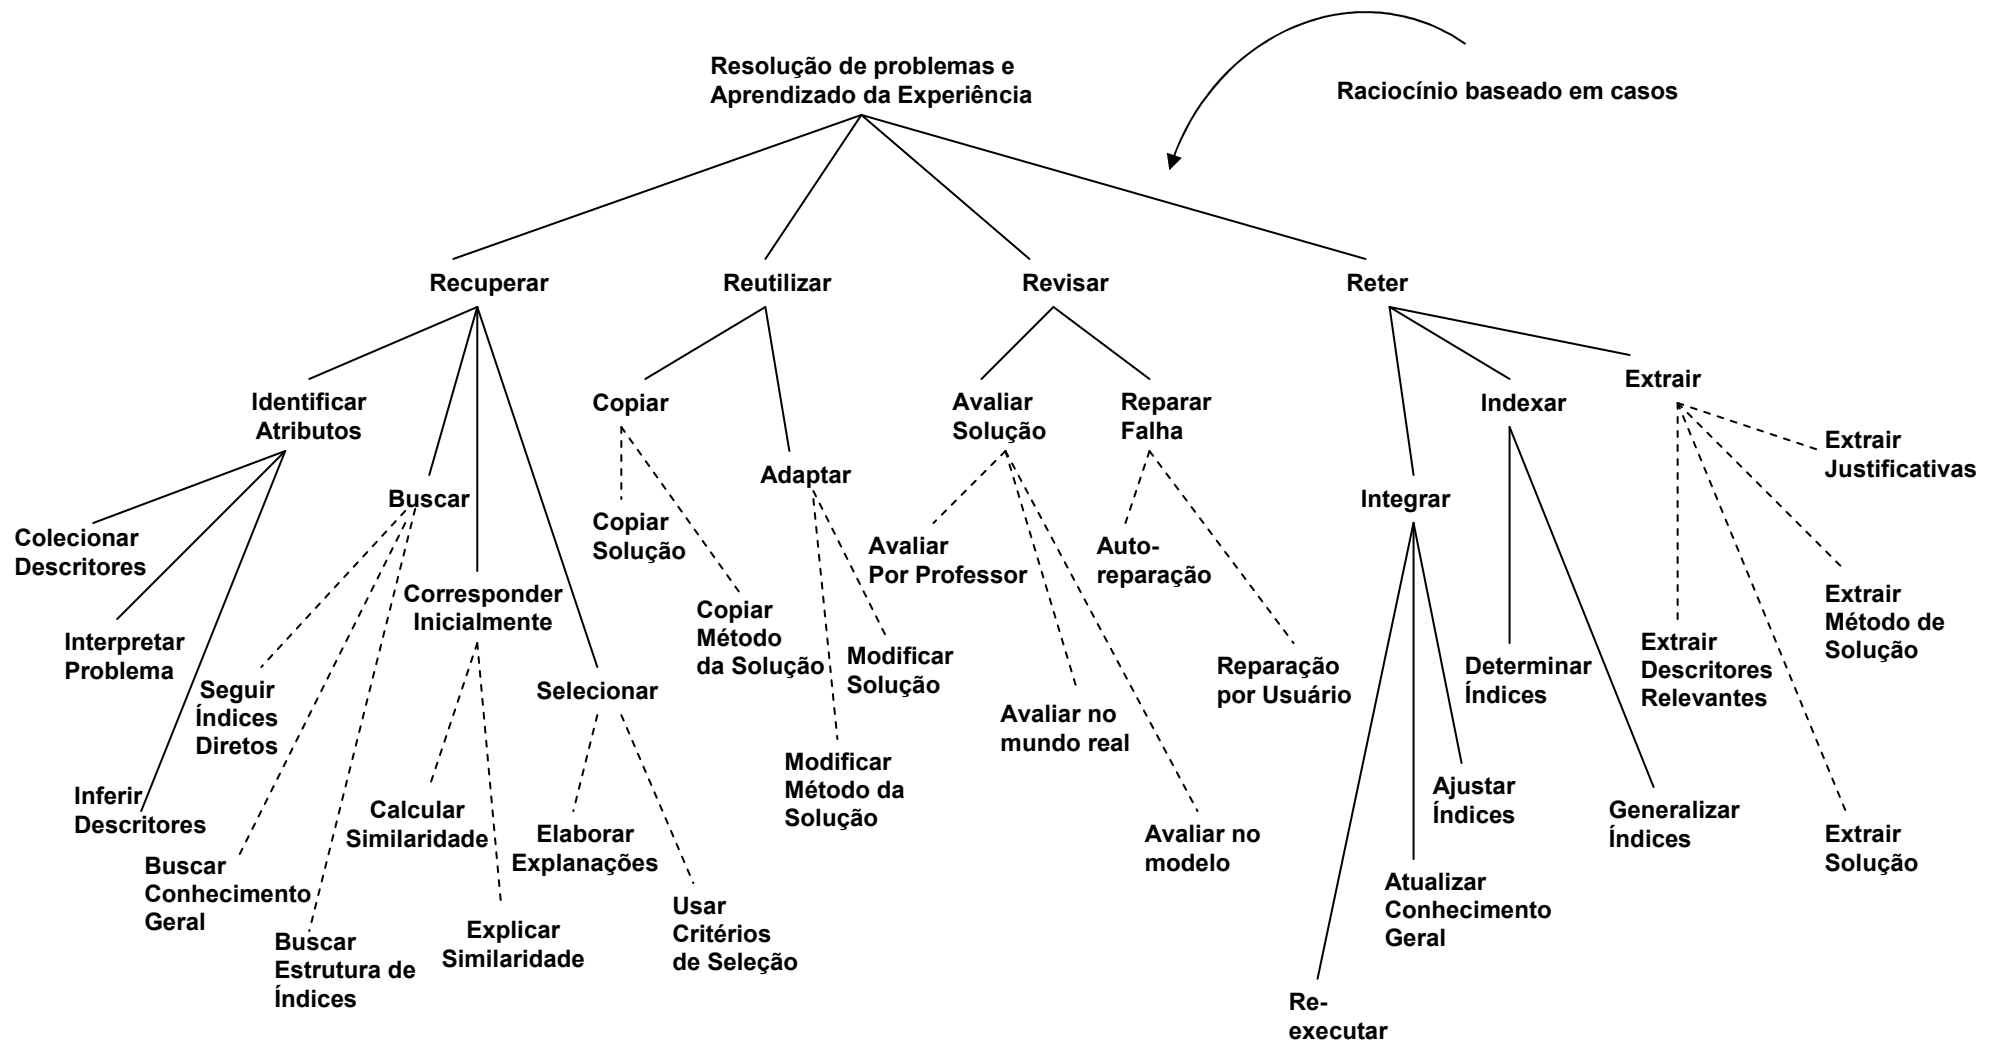 Resolução de problemas e
Aprendizado da Experiência
Raciocínio baseado em casos
Recuperar
Reutilizar
Revisar
Reter
Identificar
Atributos
Copiar
Avaliar
Solução
Reparar
Falha
Indexar
Extrair
Extrair
Justificativas
Buscar
Adaptar
Integrar
Colecionar
Descritores
Copiar
Solução
Avaliar
Por Professor
Auto-
reparação
Corresponder
Inicialmente
Copiar
Método
da Solução
Extrair
Método de
Solução
Interpretar
Problema
Modificar
Solução
Reparação
por Usuário
Determinar
Índices
Extrair
Descritores
Relevantes
Seguir
Índices
Diretos
Selecionar
Avaliar no
mundo real
Modificar
Método da
Solução
Ajustar
Índices
Inferir
Descritores
Calcular
Similaridade
Elaborar
Explanações
Avaliar no
modelo
Generalizar
Índices
Extrair
Solução
Buscar
Conhecimento
Geral
Atualizar
Conhecimento
Geral
Usar
Critérios
de Seleção
Explicar
Similaridade
Buscar
Estrutura de
Índices
Re-
executar